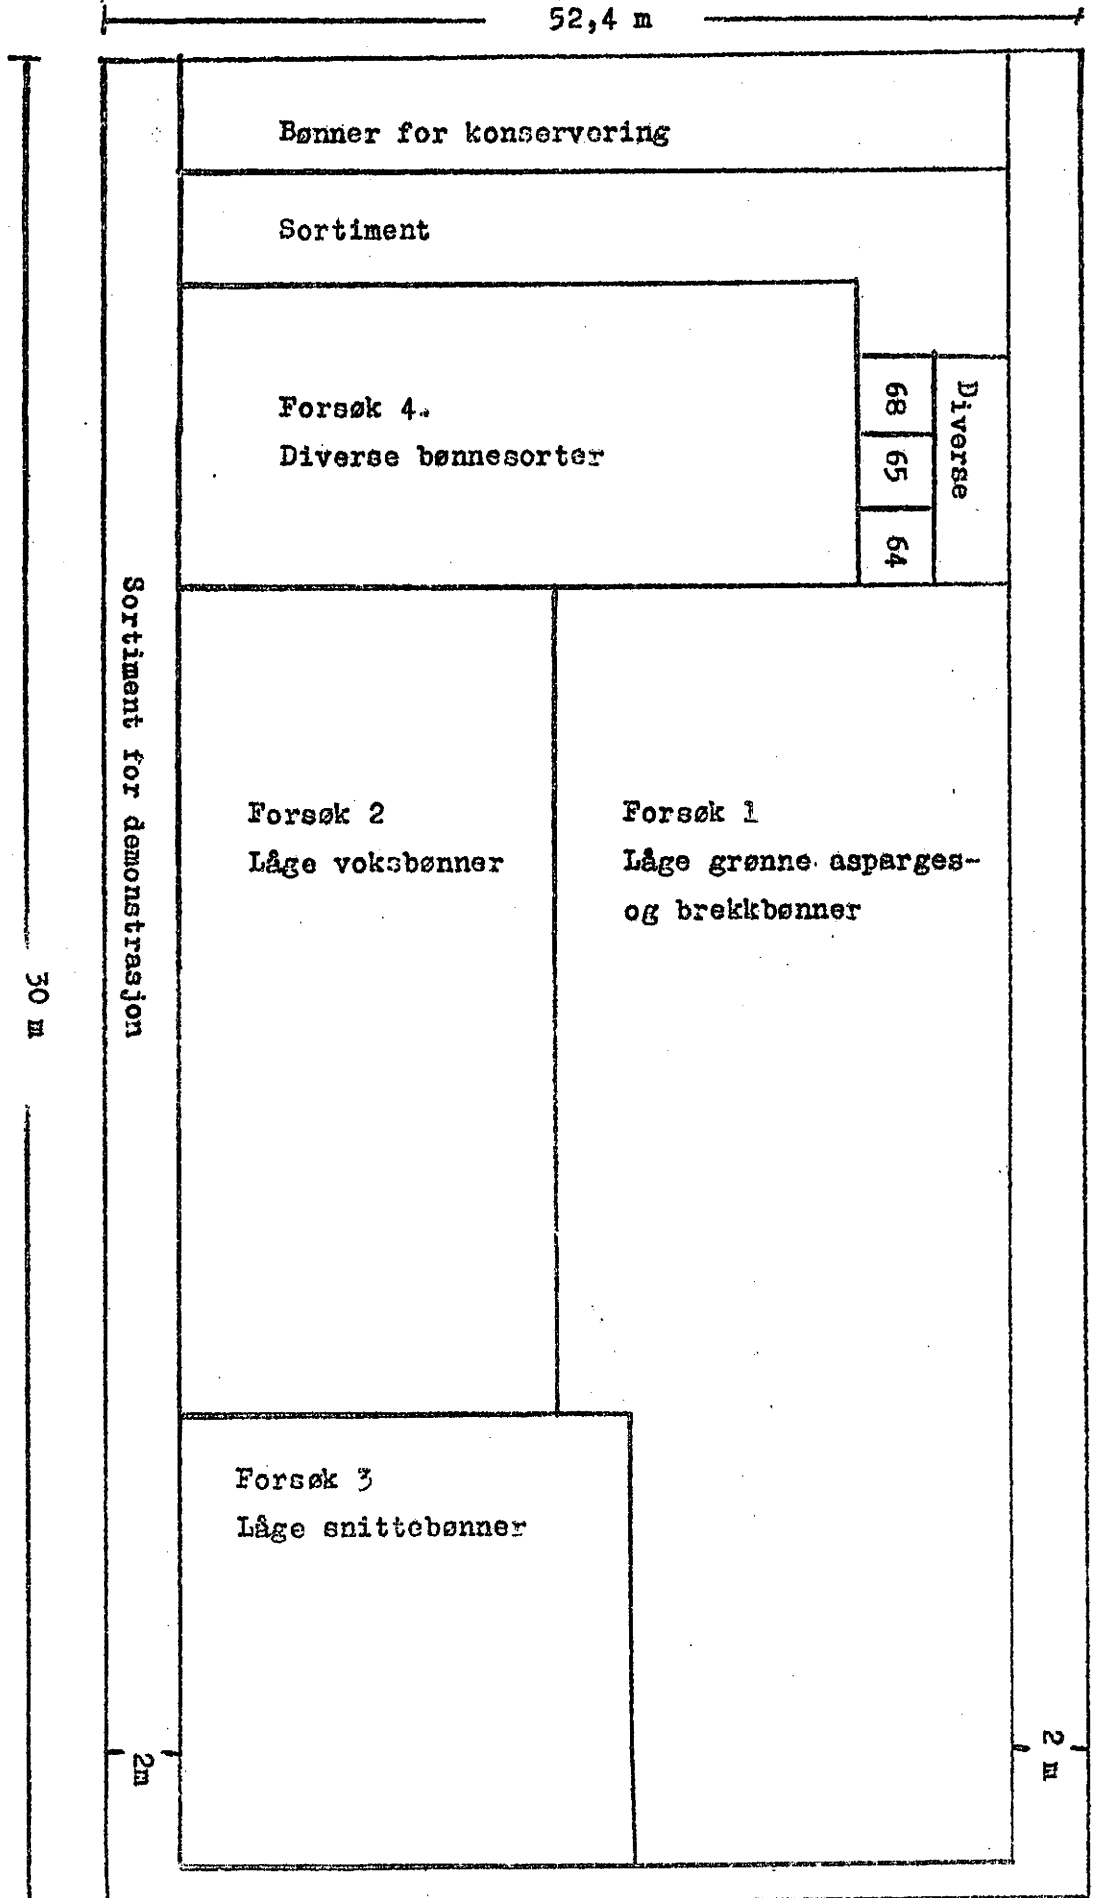 52,4 m
Bønner for konservering
Sortiment
Forsøk 4.
Diverse bønnesorter
68
65
64
Diverse
Sortiment for demonstrasjon
30 m
Forsøk 2
Låge voksbønner
Forsøk 1
Låge grønne asparges-
og brekkbønner
Forsøk 3
Låge snittebønner
2m
2 m